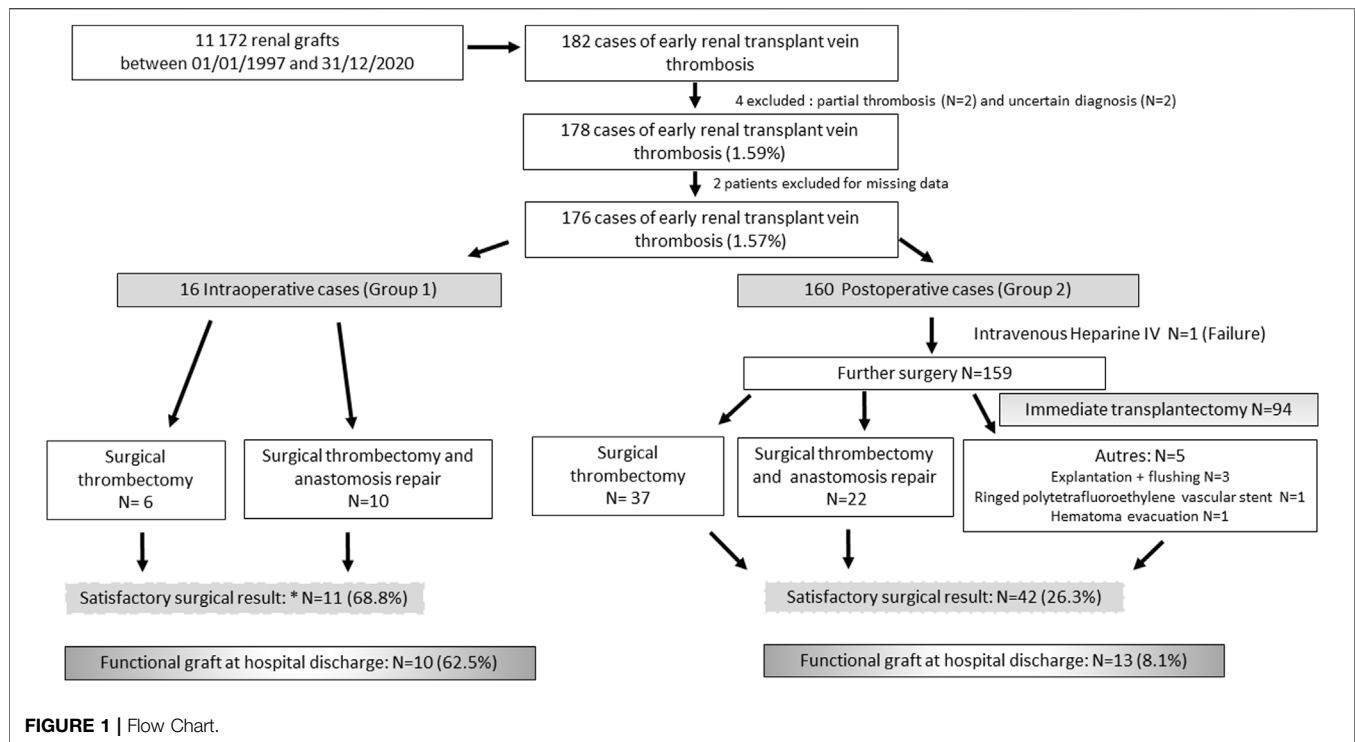 11 172 renal grafts
between 01/01/1997 and 31/12/2020
182 cases of early renal transplant vein
thrombosis
4 excluded : partial thrombosis (N=2) and uncertain diagnosis (N=2)
178 cases of early renal transplant vein
thrombosis (1.59%)
2 patients excluded for missing data
176 cases of early renal transplant vein
thrombosis (1.57%)
16 Intraoperative cases (Group 1)
160 Postoperative cases (Group 2)
Intravenous Heparine IV N=1 (Failure)
Further surgery N=159
Immediate transplantectomy N=94
Surgical
thrombectomy
N= 6
Surgical thrombectomy and
anastomosis repair
N=10
Surgical
thrombectomy
N= 37
Surgical thrombectomy
and anastomosis repair
N=22
Autres: N=5
Explantation + flushing N=3
Ringed polytetrafluoroethylene vascular stent N=1
Hematoma evacuation N=1
Satisfactory surgical result: * N=11 (68.8%)
Satisfactory surgical result: N=42 (26.3%)
Functional graft at hospital discharge: N=10 (62.5%)
Functional graft at hospital discharge: N=13 (8.1%)
FIGURE 1 | Flow Chart.